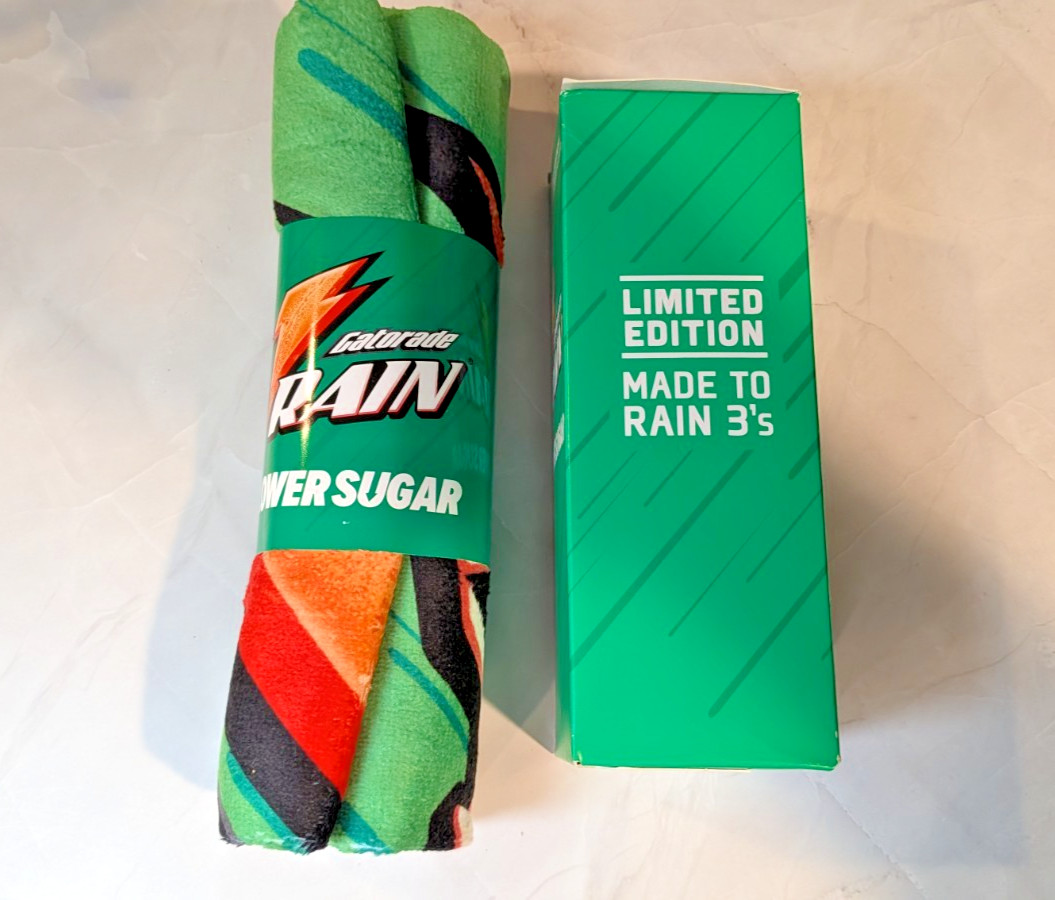 Gatorade
RAIN
OWER SUGAR
LIMITED
EDITION
MADE TO
RAIN 3's